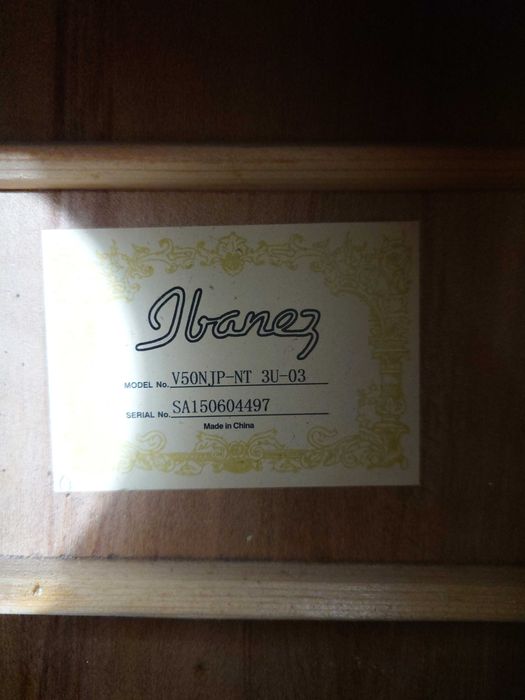 Ibanez
MODEL No. V50NJP-NT 3U-03
SERIAL No. SA150604497
Made in China